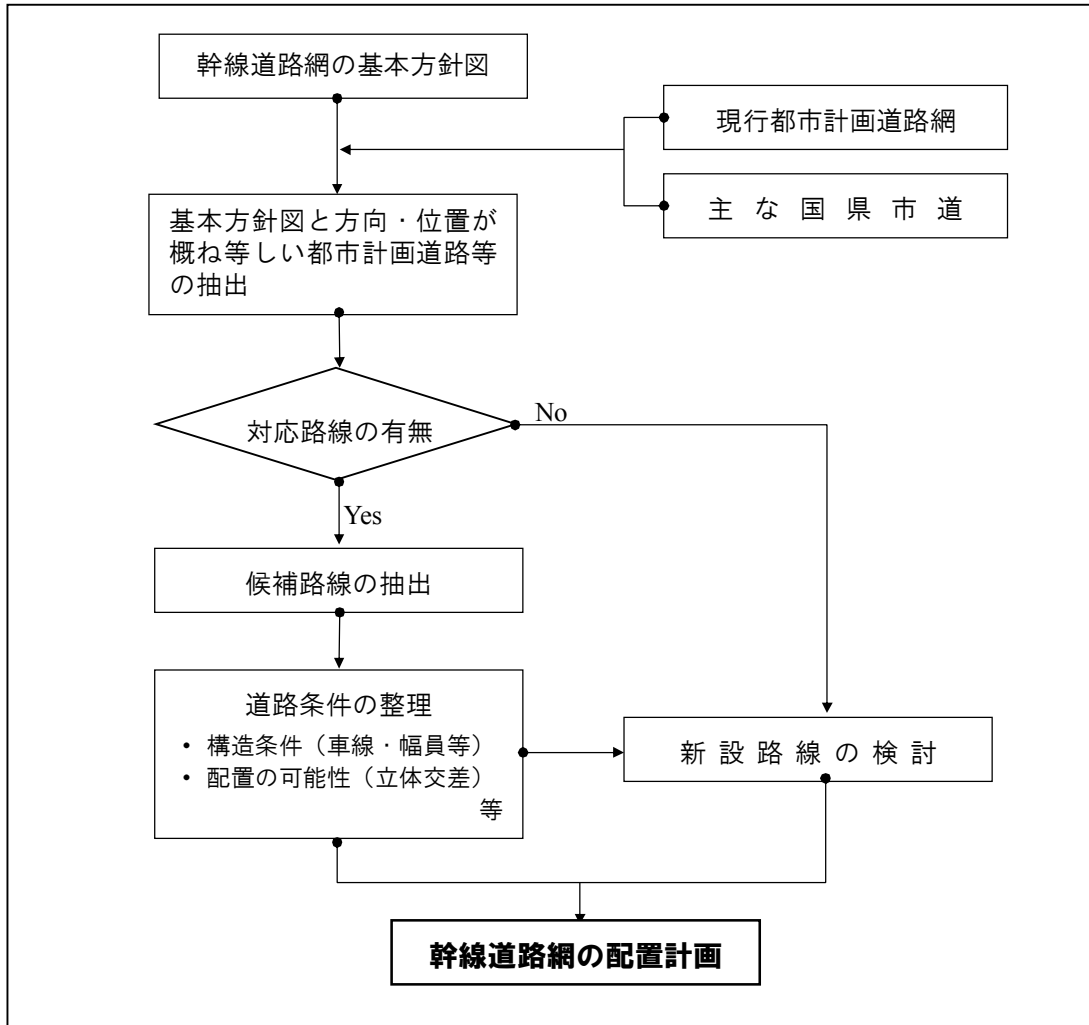 幹線道路網の基本方針図
現行都市計画道路網
主な国県市道
基本方針図と方向・位置が
概ね等しい都市計画道路等
の抽出
対応路線の有無
No
Yes
候補路線の抽出
道路条件の整理
• 構造条件（車線・幅員等）
• 配置の可能性（立体交差）
等
新設路線の検討
幹線道路網の配置計画